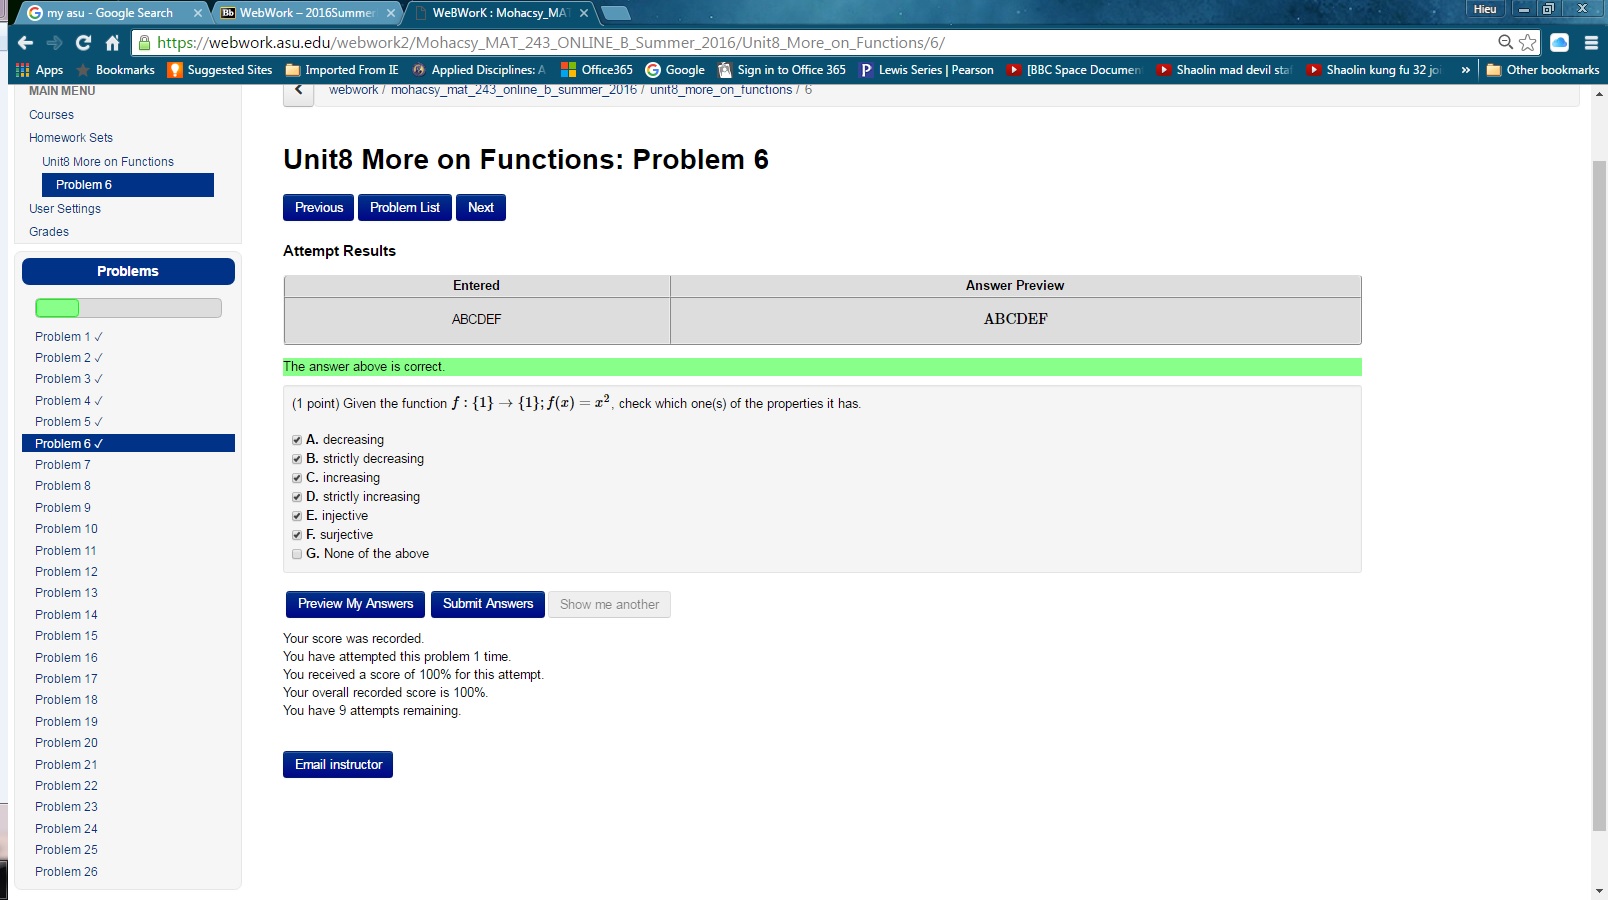 my asu - Google Search
Bb WebWork – 2016Summer
WeBWorK : Mohacsy_MAT
Hieu
https://webwork.asu.edu/webwork2/Mohacsy_MAT_243_ONLINE_B_Summer_2016/Unit8_More_on_Functions/6/
Apps Bookmarks Suggested Sites Imported From IE Applied Disciplines: A Office365 Google Sign in to Office 365 Lewis Series | Pearson [BBC Space Documen Shaolin mad devil sta Shaolin kung fu 32 joi » Other bookmarks
MAIN MENU
Courses
Homework Sets
Unit8 More on Functions
Problem 6
User Settings
Grades
Problems
Problem 1 ✓
Problem 2 ✓
Problem 3 ✓
Problem 4 ✓
Problem 5 ✓
Problem 6 ✓
Problem 7
Problem 8
Problem 9
Problem 10
Problem 11
Problem 12
Problem 13
Problem 14
Problem 15
Problem 16
Problem 17
Problem 18
Problem 19
Problem 20
Problem 21
Problem 22
Problem 23
Problem 24
Problem 25
Problem 26
webwork / mohacsy_mat_243_online_b_summer_2016 / unit8_more_on_functions / 6
Unit8 More on Functions: Problem 6
Previous Problem List Next
Attempt Results
Entered Answer Preview
ABCDEF ABCDEF
The answer above is correct.
(1 point) Given the function f : {1} → {1}; f(x) = x², check which one(s) of the properties it has.
A. decreasing
B. strictly decreasing
C. increasing
D. strictly increasing
E. injective
F. surjective
G. None of the above
Preview My Answers Submit Answers Show me another
Your score was recorded.
You have attempted this problem 1 time.
You received a score of 100% for this attempt.
Your overall recorded score is 100%.
You have 9 attempts remaining.
Email instructor